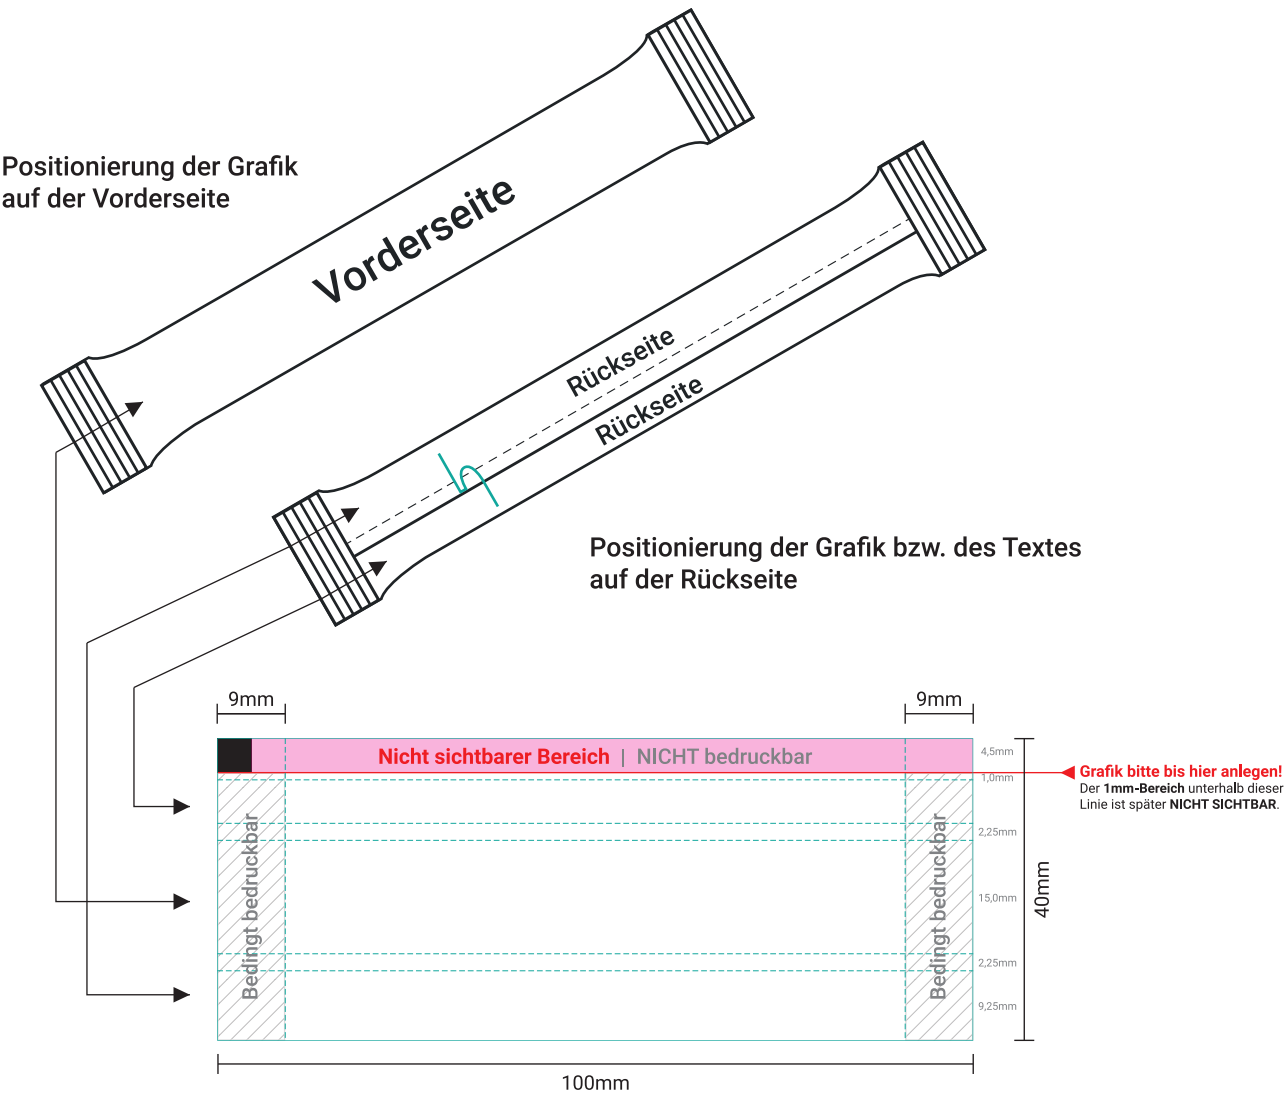 Positionierung der Grafik
auf der Vorderseite
Vorderseite
Rückseite
Rückseite
Positionierung der Grafik bzw. des Textes
auf der Rückseite
9mm
9mm
Nicht sichtbarer Bereich | NICHT bedruckbar
4,5mm
1,0mm
Grafik bitte bis hier anlegen!
Der 1mm-Bereich unterhalb dieser
Linie ist später NICHT SICHTBAR.
Bedingt bedruckbar
Bedingt bedruckbar
2,25mm
15,0mm
40mm
2,25mm
9,25mm
100mm